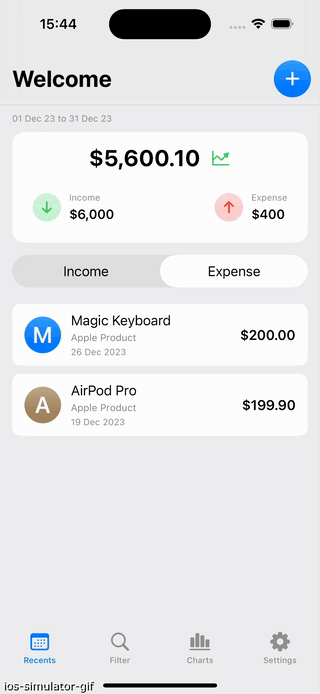 15:44
Welcome
+
01 Dec 23 to 31 Dec 23
$5,600.10
Income
$6,000
Expense
$400
Income Expense
M
Magic Keyboard
Apple Product
26 Dec 2023
$200.00
A
AirPod Pro
Apple Product
19 Dec 2023
$199.90
Recents Filter Charts Settings
ios-simulator-gif